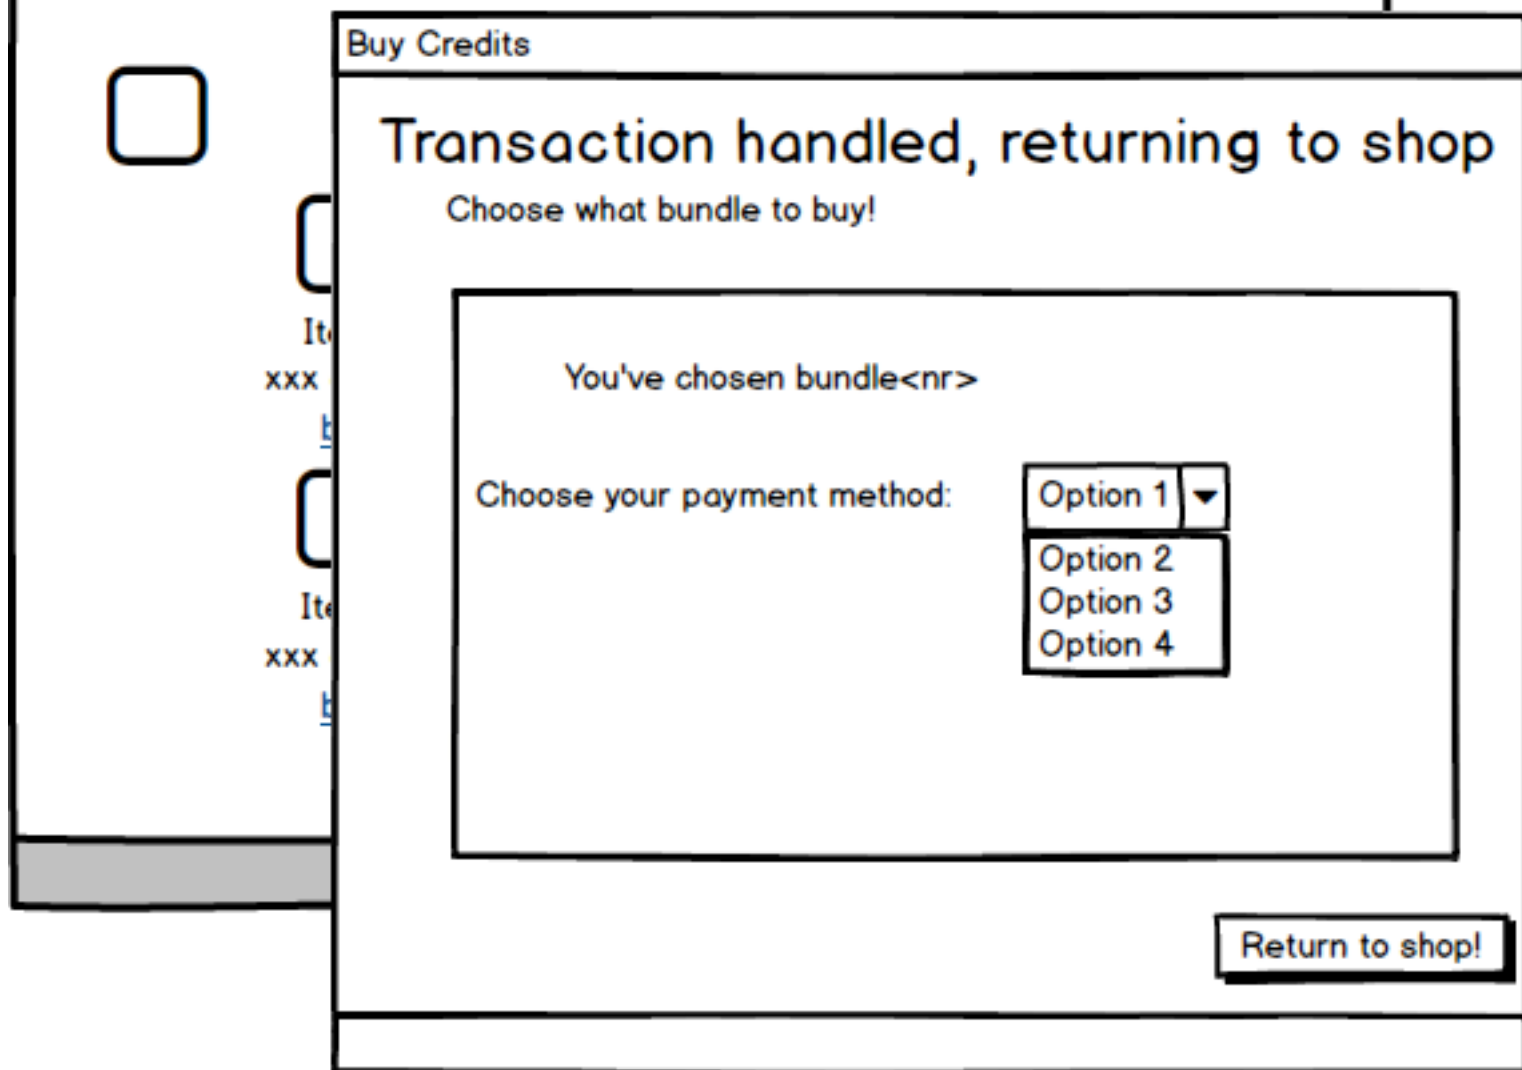 Buy Credits
Transaction handled, returning to shop
Choose what bundle to buy!
You've chosen bundle<nr>
Choose your payment method:
Option 1
Option 2
Option 3
Option 4
xxx
xxx
Return to shop!